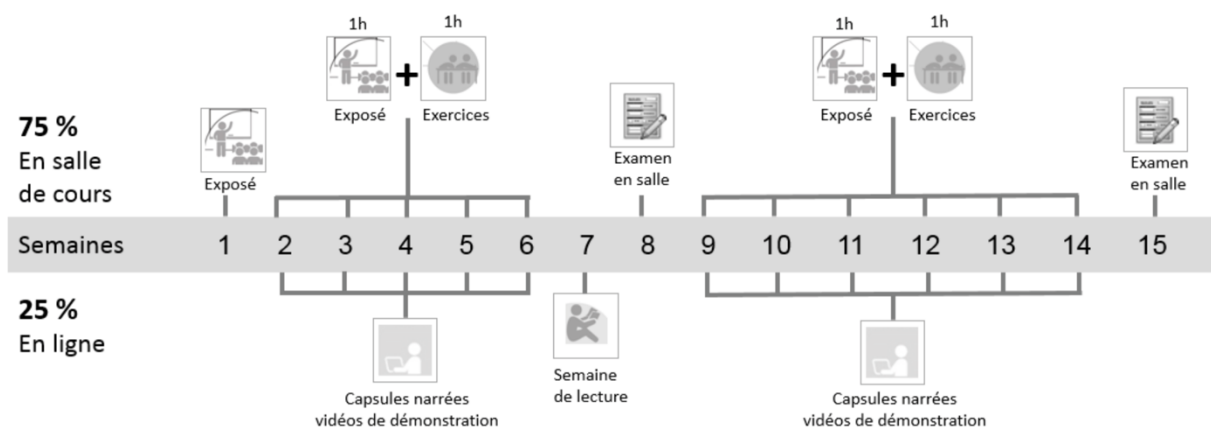 1h
1h
Exposé
Exercices
1h
1h
Exposé
Exercices
75 %
En salle
de cours
Exposé
Examen
en salle
Examen
en salle
Semaines 1 2 3 4 5 6 7 8 9 10 11 12 13 14 15
25 %
En ligne
Capsules narrées
vidéos de démonstration
Semaine
de lecture
Capsules narrées
vidéos de démonstration